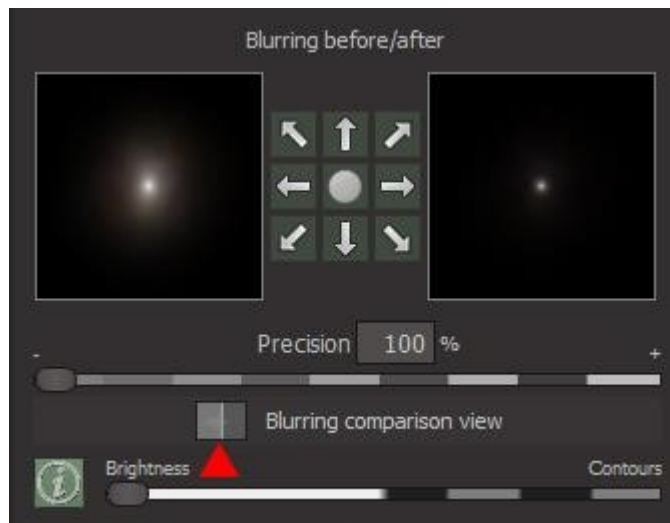 Blurring before/after
Precision 100 %
- +
Blurring comparison view
i
Brightness Contours